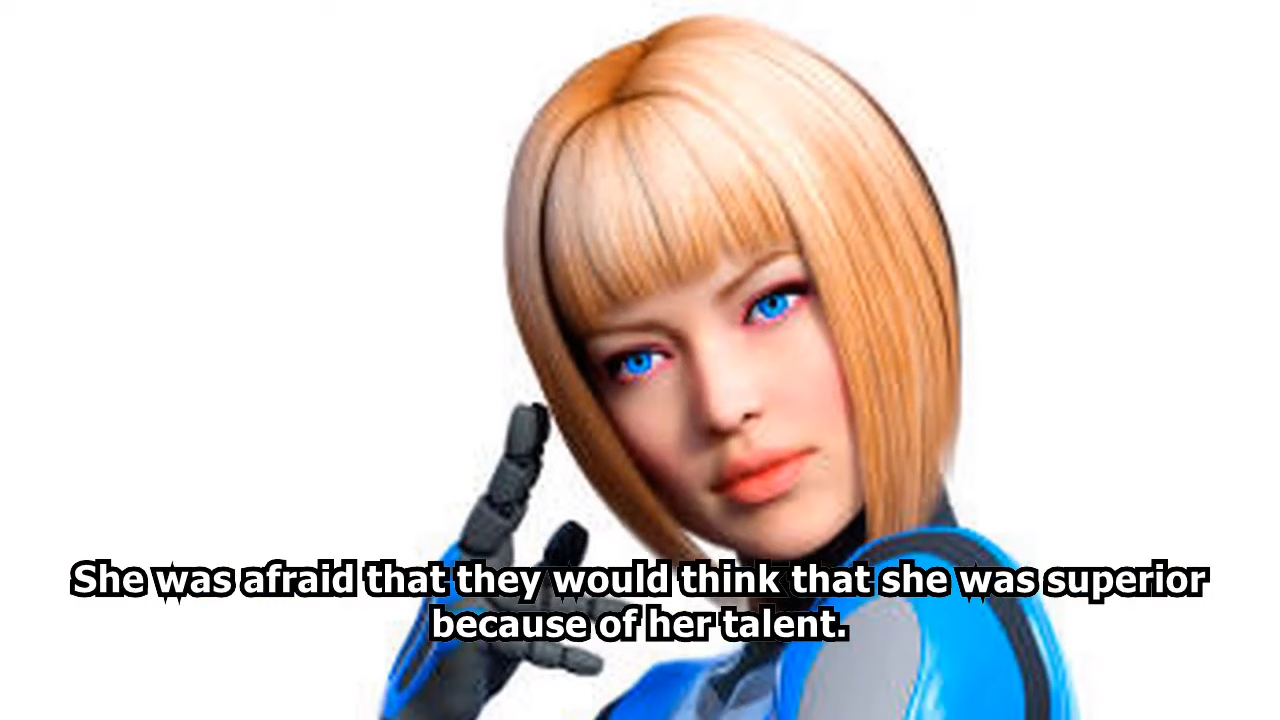 She was afraid that they would think that she was superior
because of her talent.